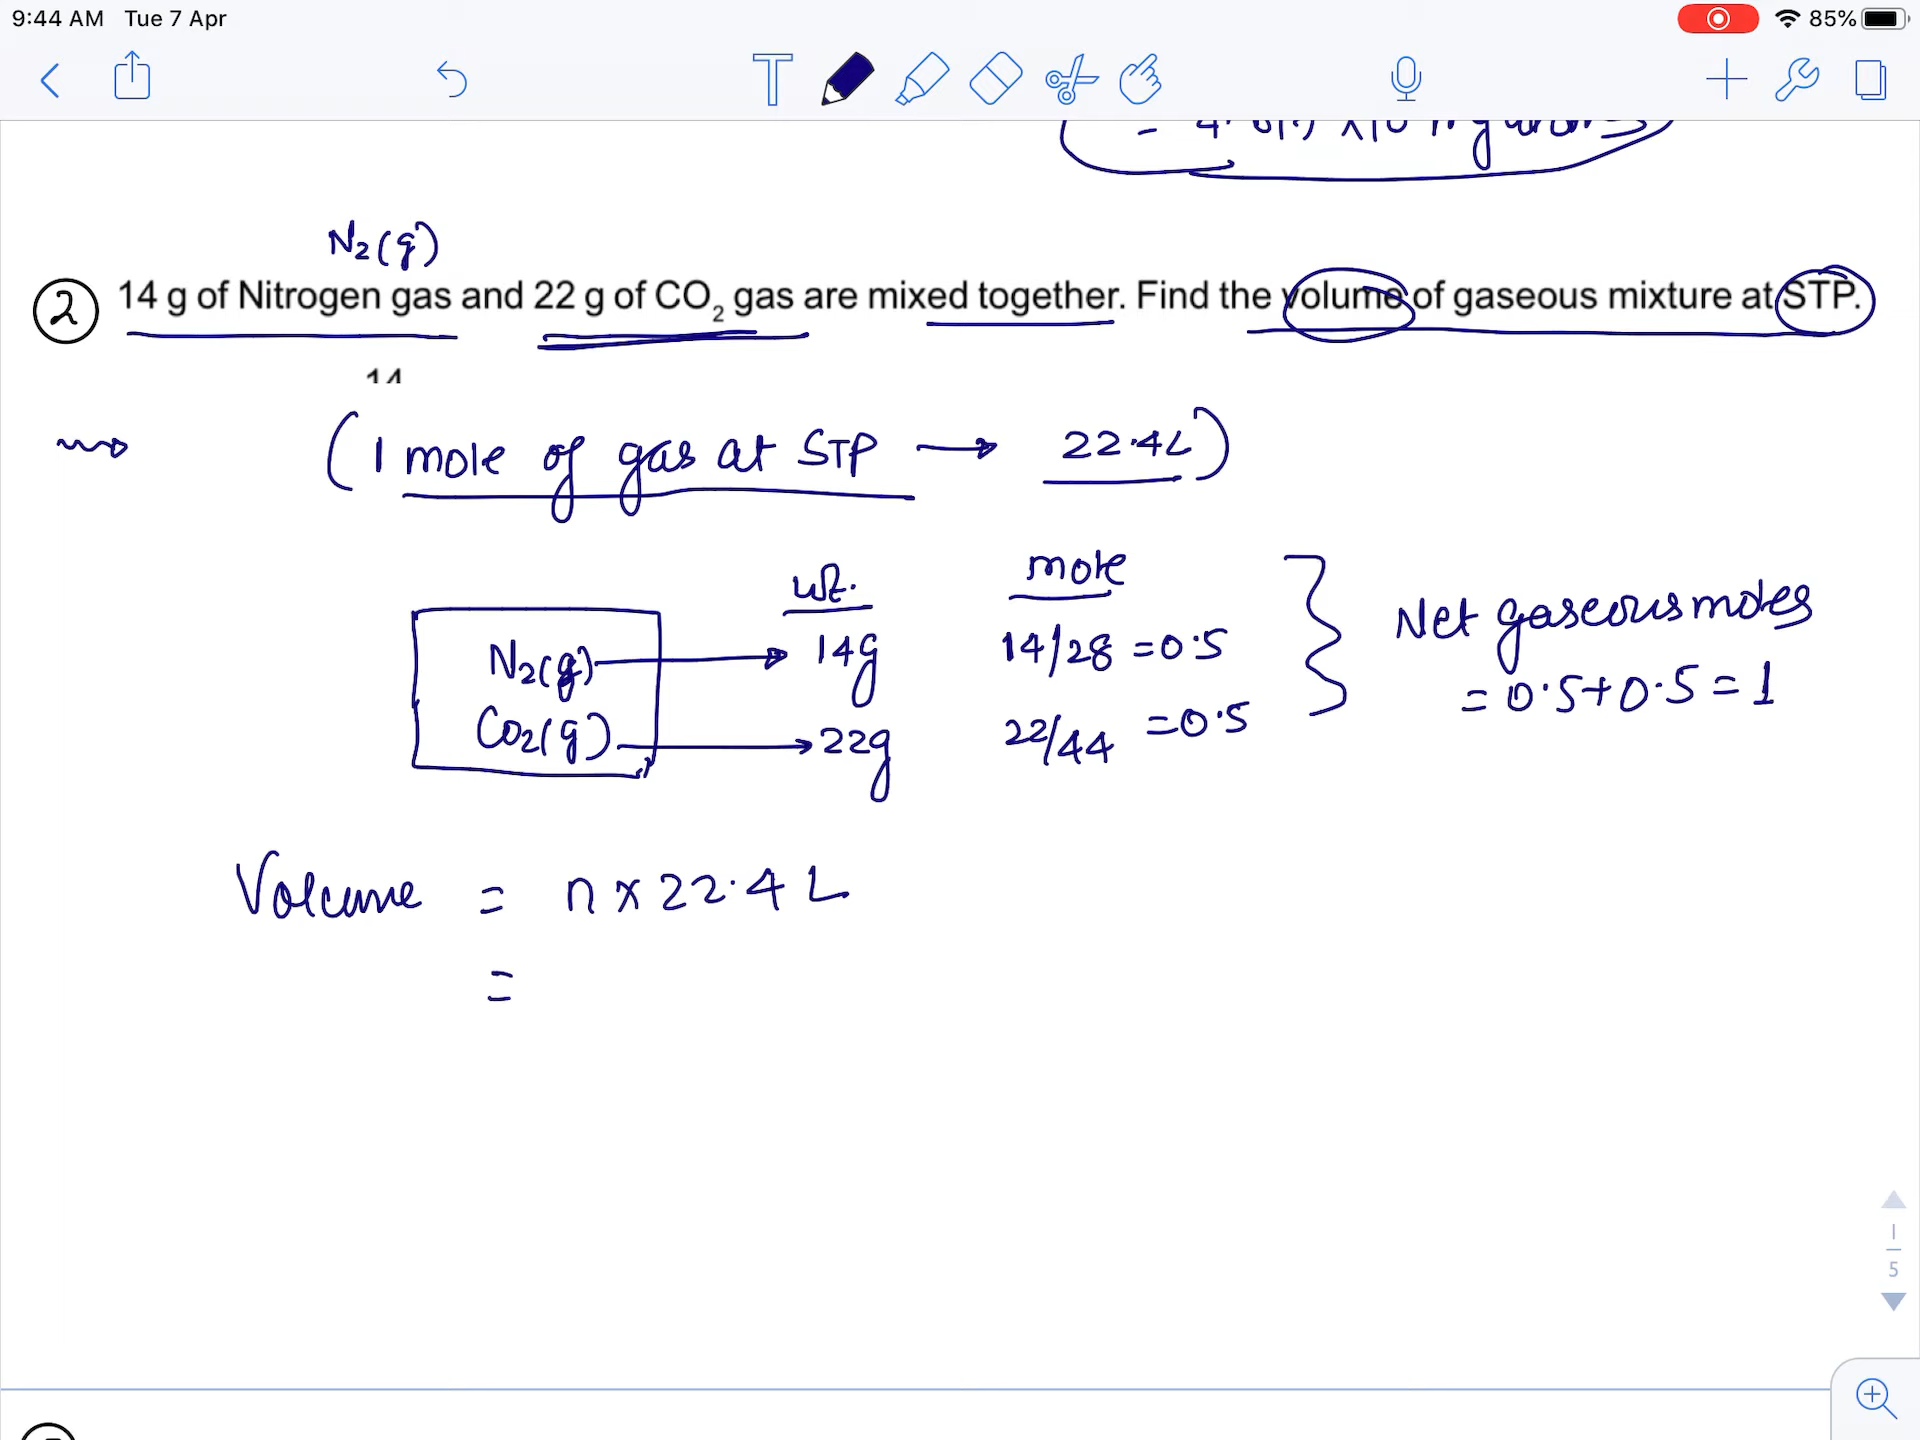 9:44 AM Tue 7 Apr
85%
T
N2(g)
2 14 g of Nitrogen gas and 22 g of CO2 gas are mixed together. Find the volume of gaseous mixture at STP.
(1 mole of gas at STP → 22.4L)
wt. mole
N2(g) → 14g 14/28 = 0.5
CO2(g) → 22g 22/44 = 0.5
Net gaseous moles
= 0.5+0.5 = 1
Volume = n x 22.4 L
=
1
5